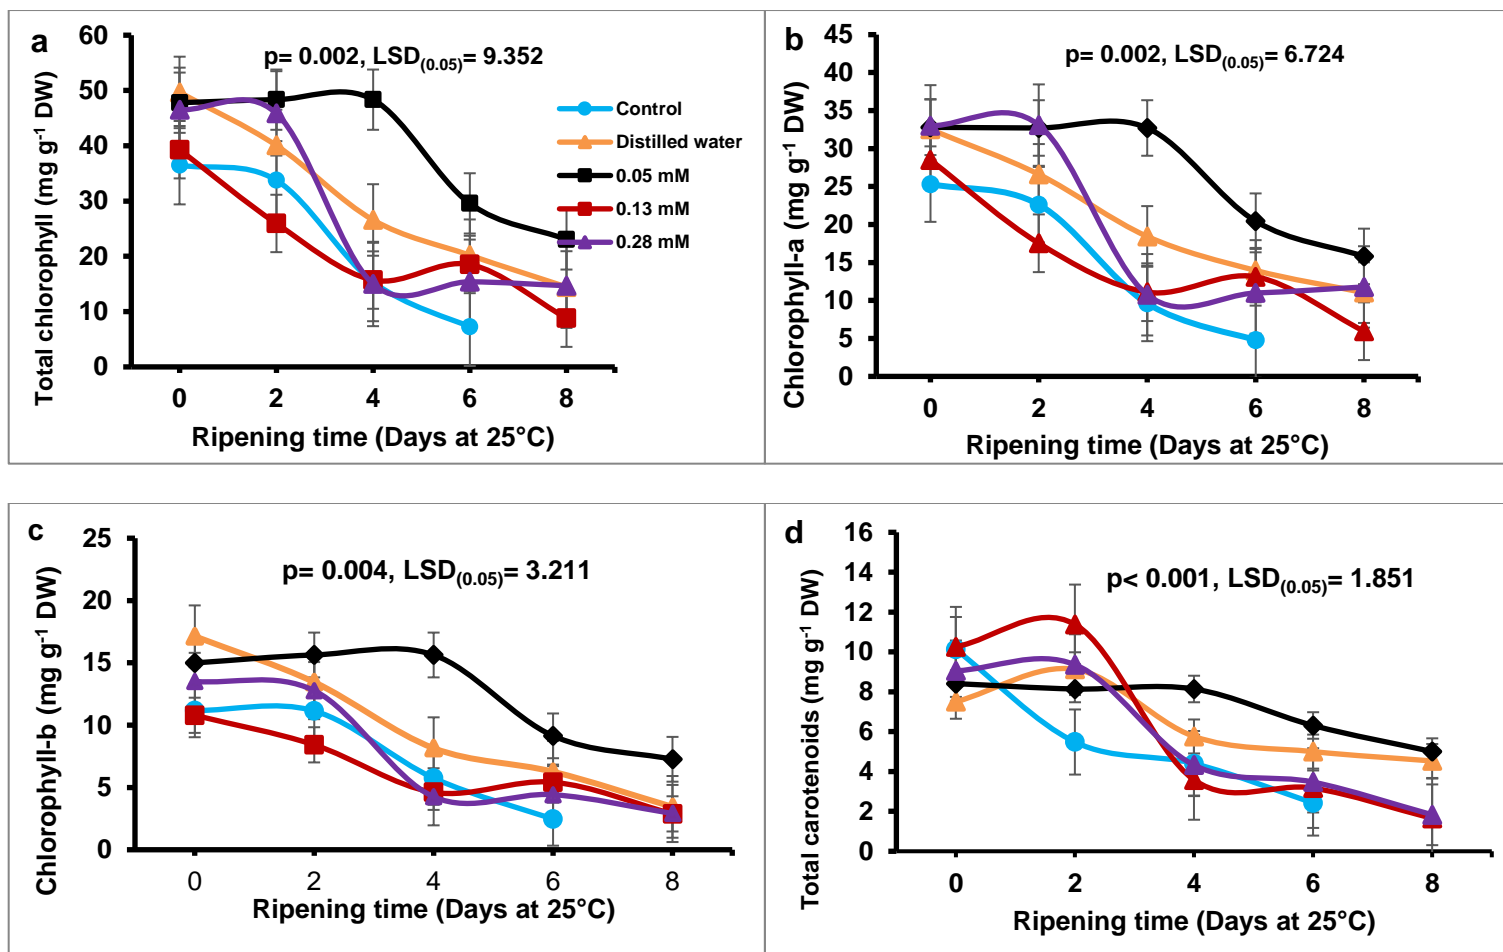 a
p= 0.002, LSD(0.05)= 9.352
Total chlorophyll (mg g-1 DW)
60
50
40
30
20
10
0
0 2 4 6 8
Ripening time (Days at 25°C)
Control
Distilled water
0.05 mM
0.13 mM
0.28 mM
b
p= 0.002, LSD(0.05)= 6.724
Chlorophyll-a (mg g-1 DW)
45
40
35
30
25
20
15
10
5
0
0 2 4 6 8
Ripening time (Days at 25°C)
c
p= 0.004, LSD(0.05)= 3.211
Chlorophyll-b (mg g-1 DW)
25
20
15
10
5
0
0 2 4 6 8
Ripening time (Days at 25°C)
d
p< 0.001, LSD(0.05)= 1.851
Total carotenoids (mg g-1 DW)
16
14
12
10
8
6
4
2
0
0 2 4 6 8
Ripening time (Days at 25°C)